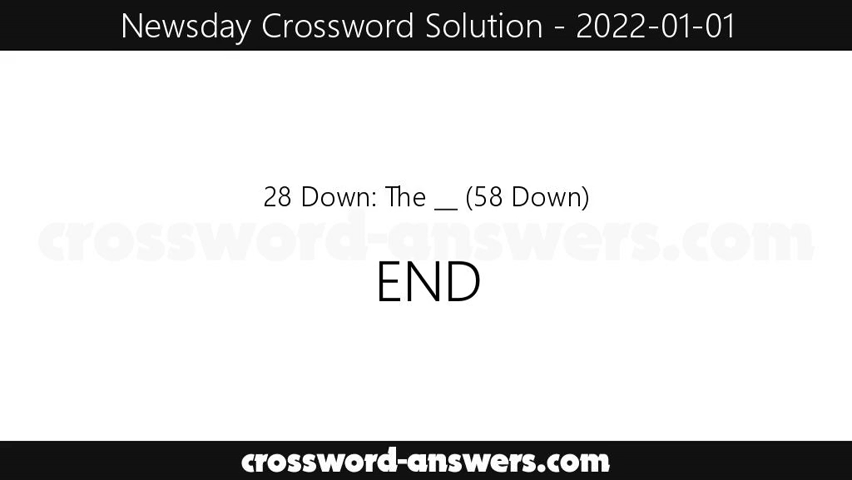 Newsday Crossword Solution - 2022-01-01
28 Down: The __ (58 Down)
crossword-answers.com
END
crossword-answers.com